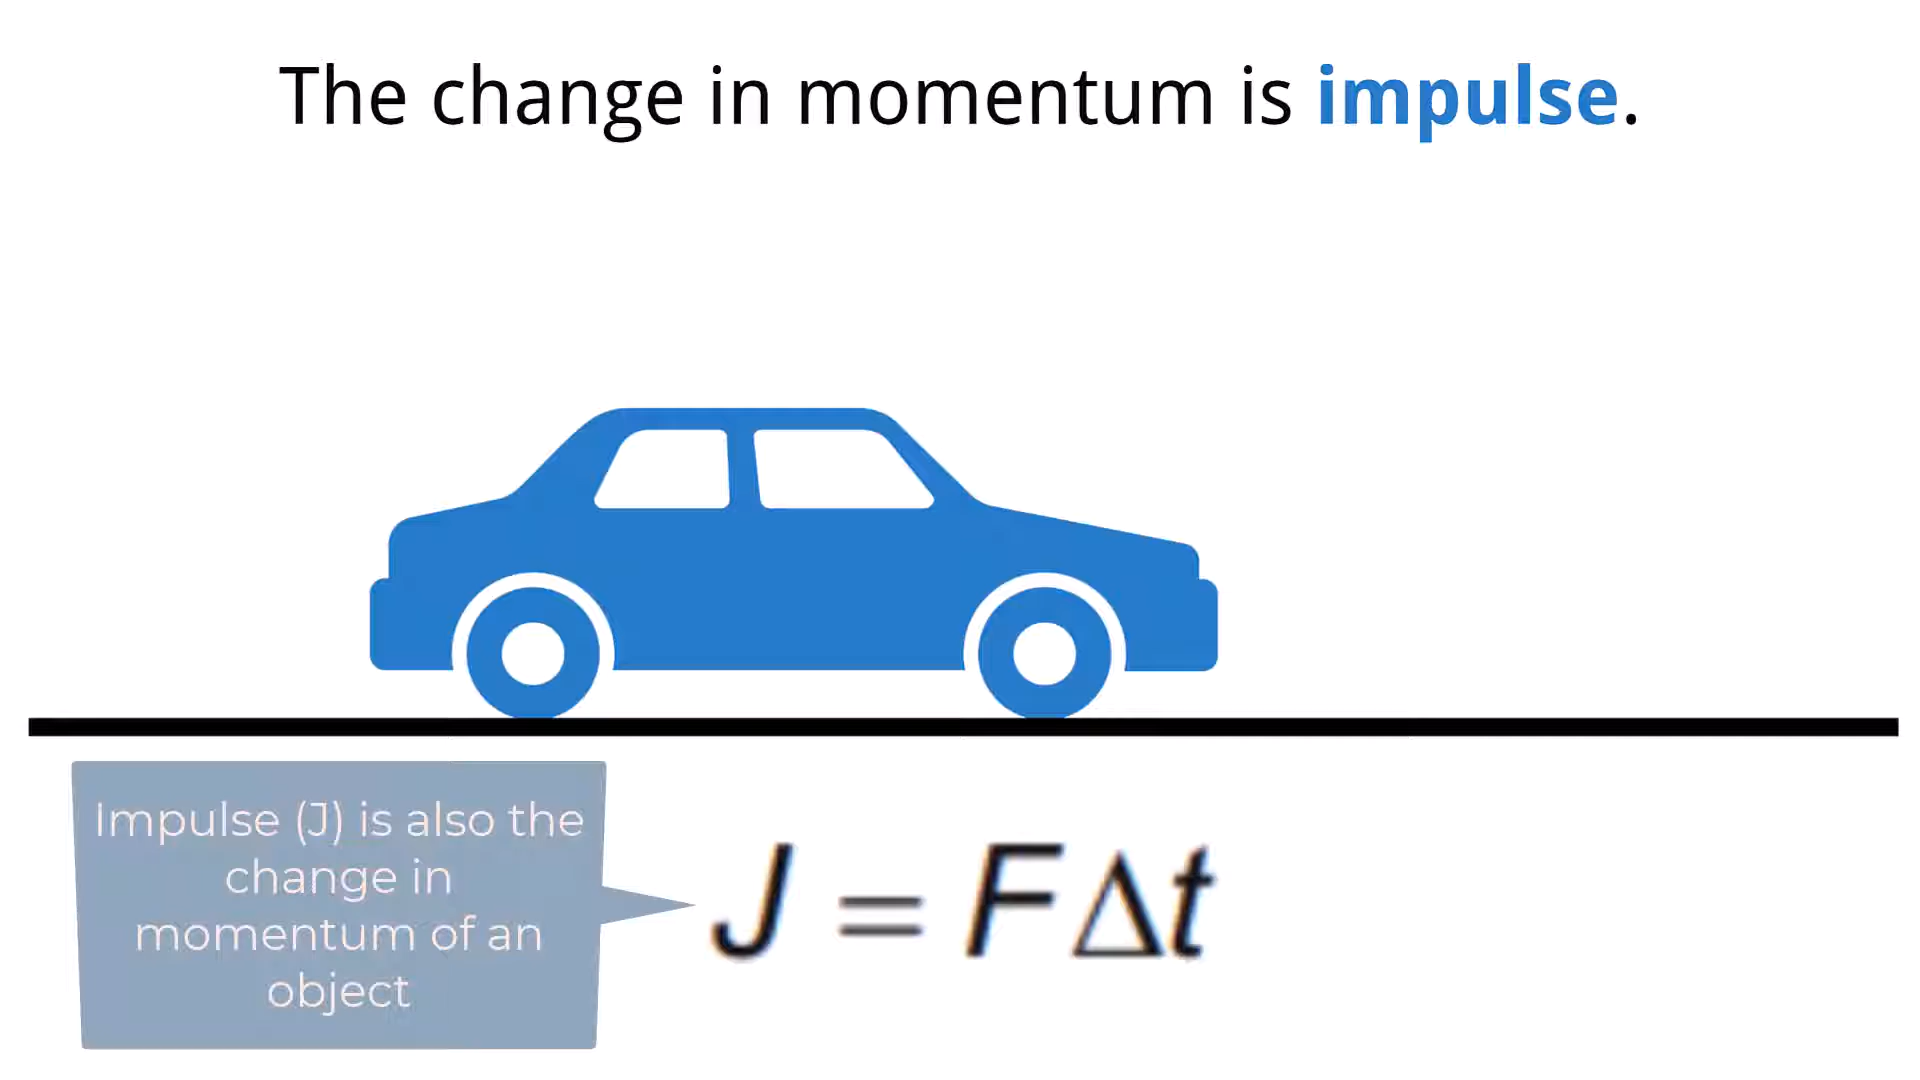 The change in momentum is impulse.
Impulse (J) is also the
change in
momentum of an
object
J = FΔt